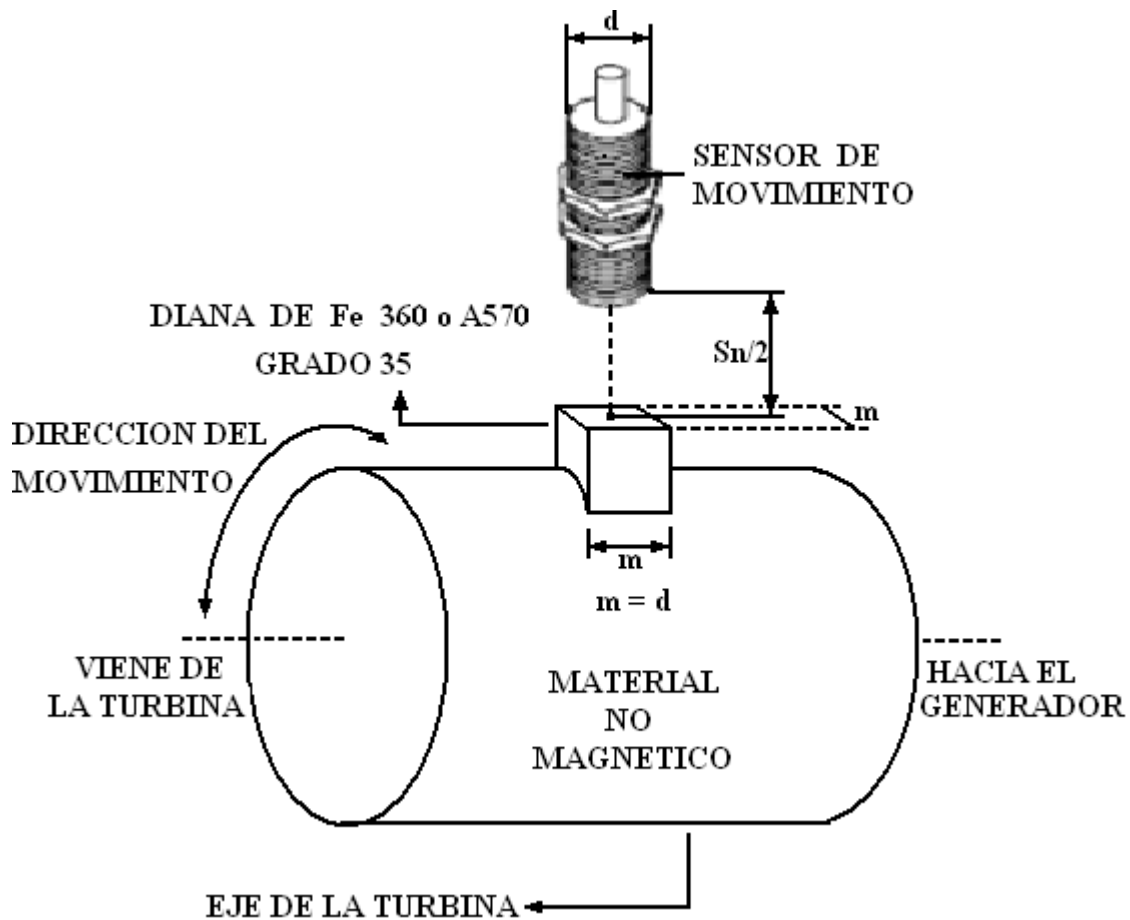 d
SENSOR DE
MOVIMIENTO
DIANA DE Fe 360 o A570
GRADO 35
Sn/2
m
DIRECCION DEL
MOVIMIENTO
m
m = d
VIENE DE
LA TURBINA
MATERIAL
NO
MAGNETICO
HACIA EL
GENERADOR
EJE DE LA TURBINA